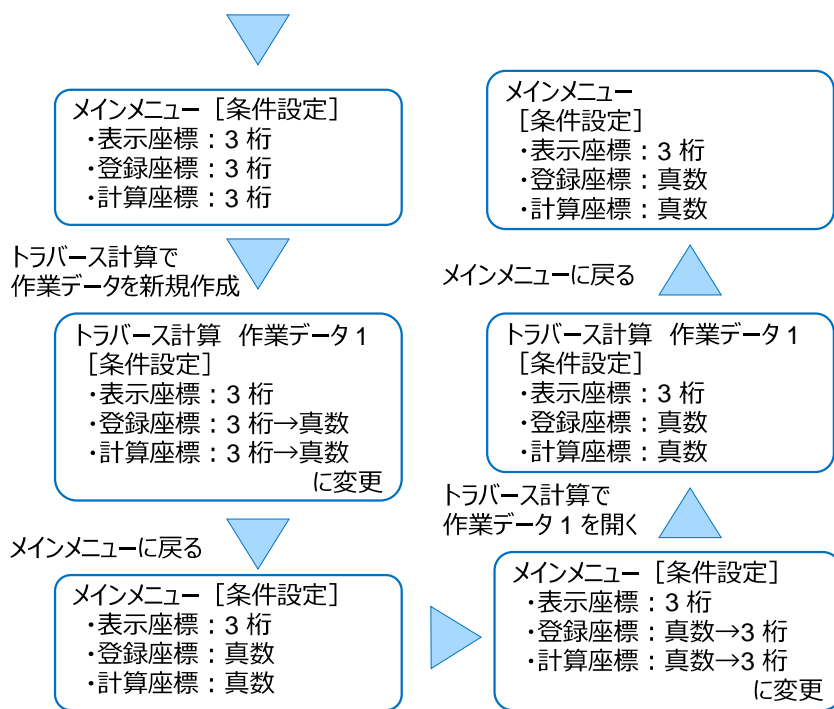 メインメニュー［条件設定］
・表示座標：3 桁
・登録座標：3 桁
・計算座標：3 桁
トラバース計算で
作業データを新規作成
トラバース計算　作業データ 1
［条件設定］
・表示座標：3 桁
・登録座標：3 桁→真数
・計算座標：3 桁→真数
に変更
メインメニューに戻る
メインメニュー［条件設定］
・表示座標：3 桁
・登録座標：真数
・計算座標：真数
メインメニュー［条件設定］
・表示座標：3 桁
・登録座標：真数→3 桁
・計算座標：真数→3 桁
に変更
トラバース計算で
作業データ 1 を開く
トラバース計算　作業データ 1
［条件設定］
・表示座標：3 桁
・登録座標：真数
・計算座標：真数
メインメニューに戻る
メインメニュー
［条件設定］
・表示座標：3 桁
・登録座標：真数
・計算座標：真数